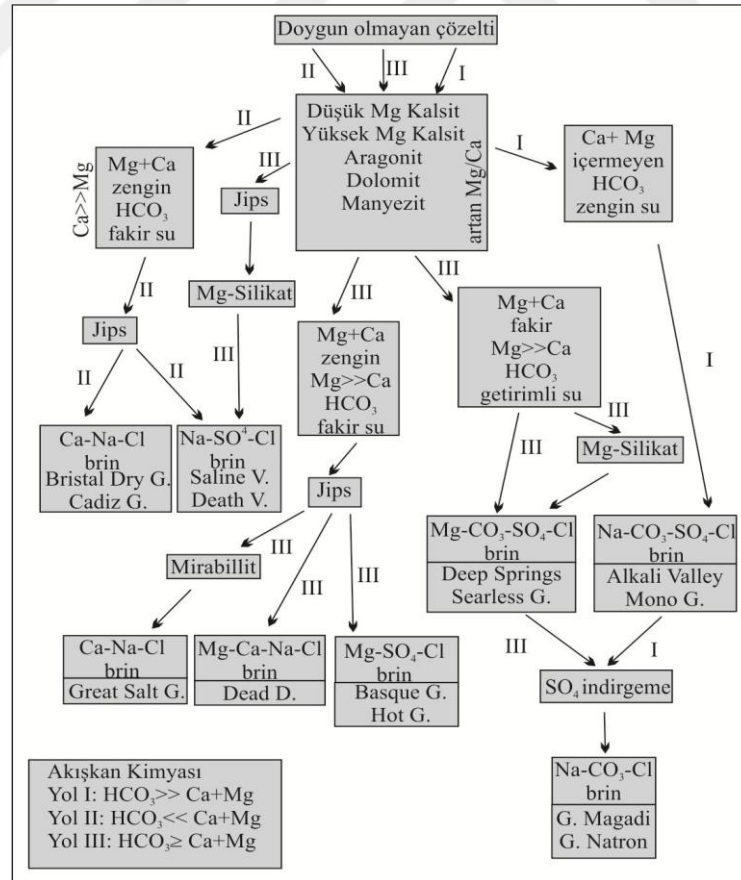 Doygun olmayan çözelti
II
III
I
Düşük Mg Kalsit
Yüksek Mg Kalsit
Aragonit
Dolomit
Manyezit
artan Mg/Ca
II
Ca>>Mg
Mg+Ca
zengin
HCO₃
fakir su
III
Jips
I
Ca+ Mg
içermeyen
HCO₃
zengin su
II
Jips
Mg-Silikat
III
III
Mg+Ca
zengin
Mg>>Ca
HCO₃
fakir su
III
Mg+Ca
fakir
Mg>>Ca
HCO₃
getirimli su
I
II
II
III
Ca-Na-Cl
brin
Bristal Dry G.
Cadiz G.
Na-SO⁴-Cl
brin
Saline V.
Death V.
Jips
III
III
Mg-Silikat
Mirabillit
III
III
III
Mg-CO₃-SO₄-Cl
brin
Deep Springs
Searless G.
Na-CO₃-SO₄-Cl
brin
Alkali Valley
Mono G.
Ca-Na-Cl
brin
Great Salt G.
Mg-Ca-Na-Cl
brin
Dead D.
Mg-SO₄-Cl
brin
Basque G.
Hot G.
III
I
SO₄ indirgeme
Na-CO₃-Cl
brin
G. Magadi
G. Natron
Akışkan Kimyası
Yol I: HCO₃>> Ca+Mg
Yol II: HCO₃<< Ca+Mg
Yol III: HCO₃≥ Ca+Mg